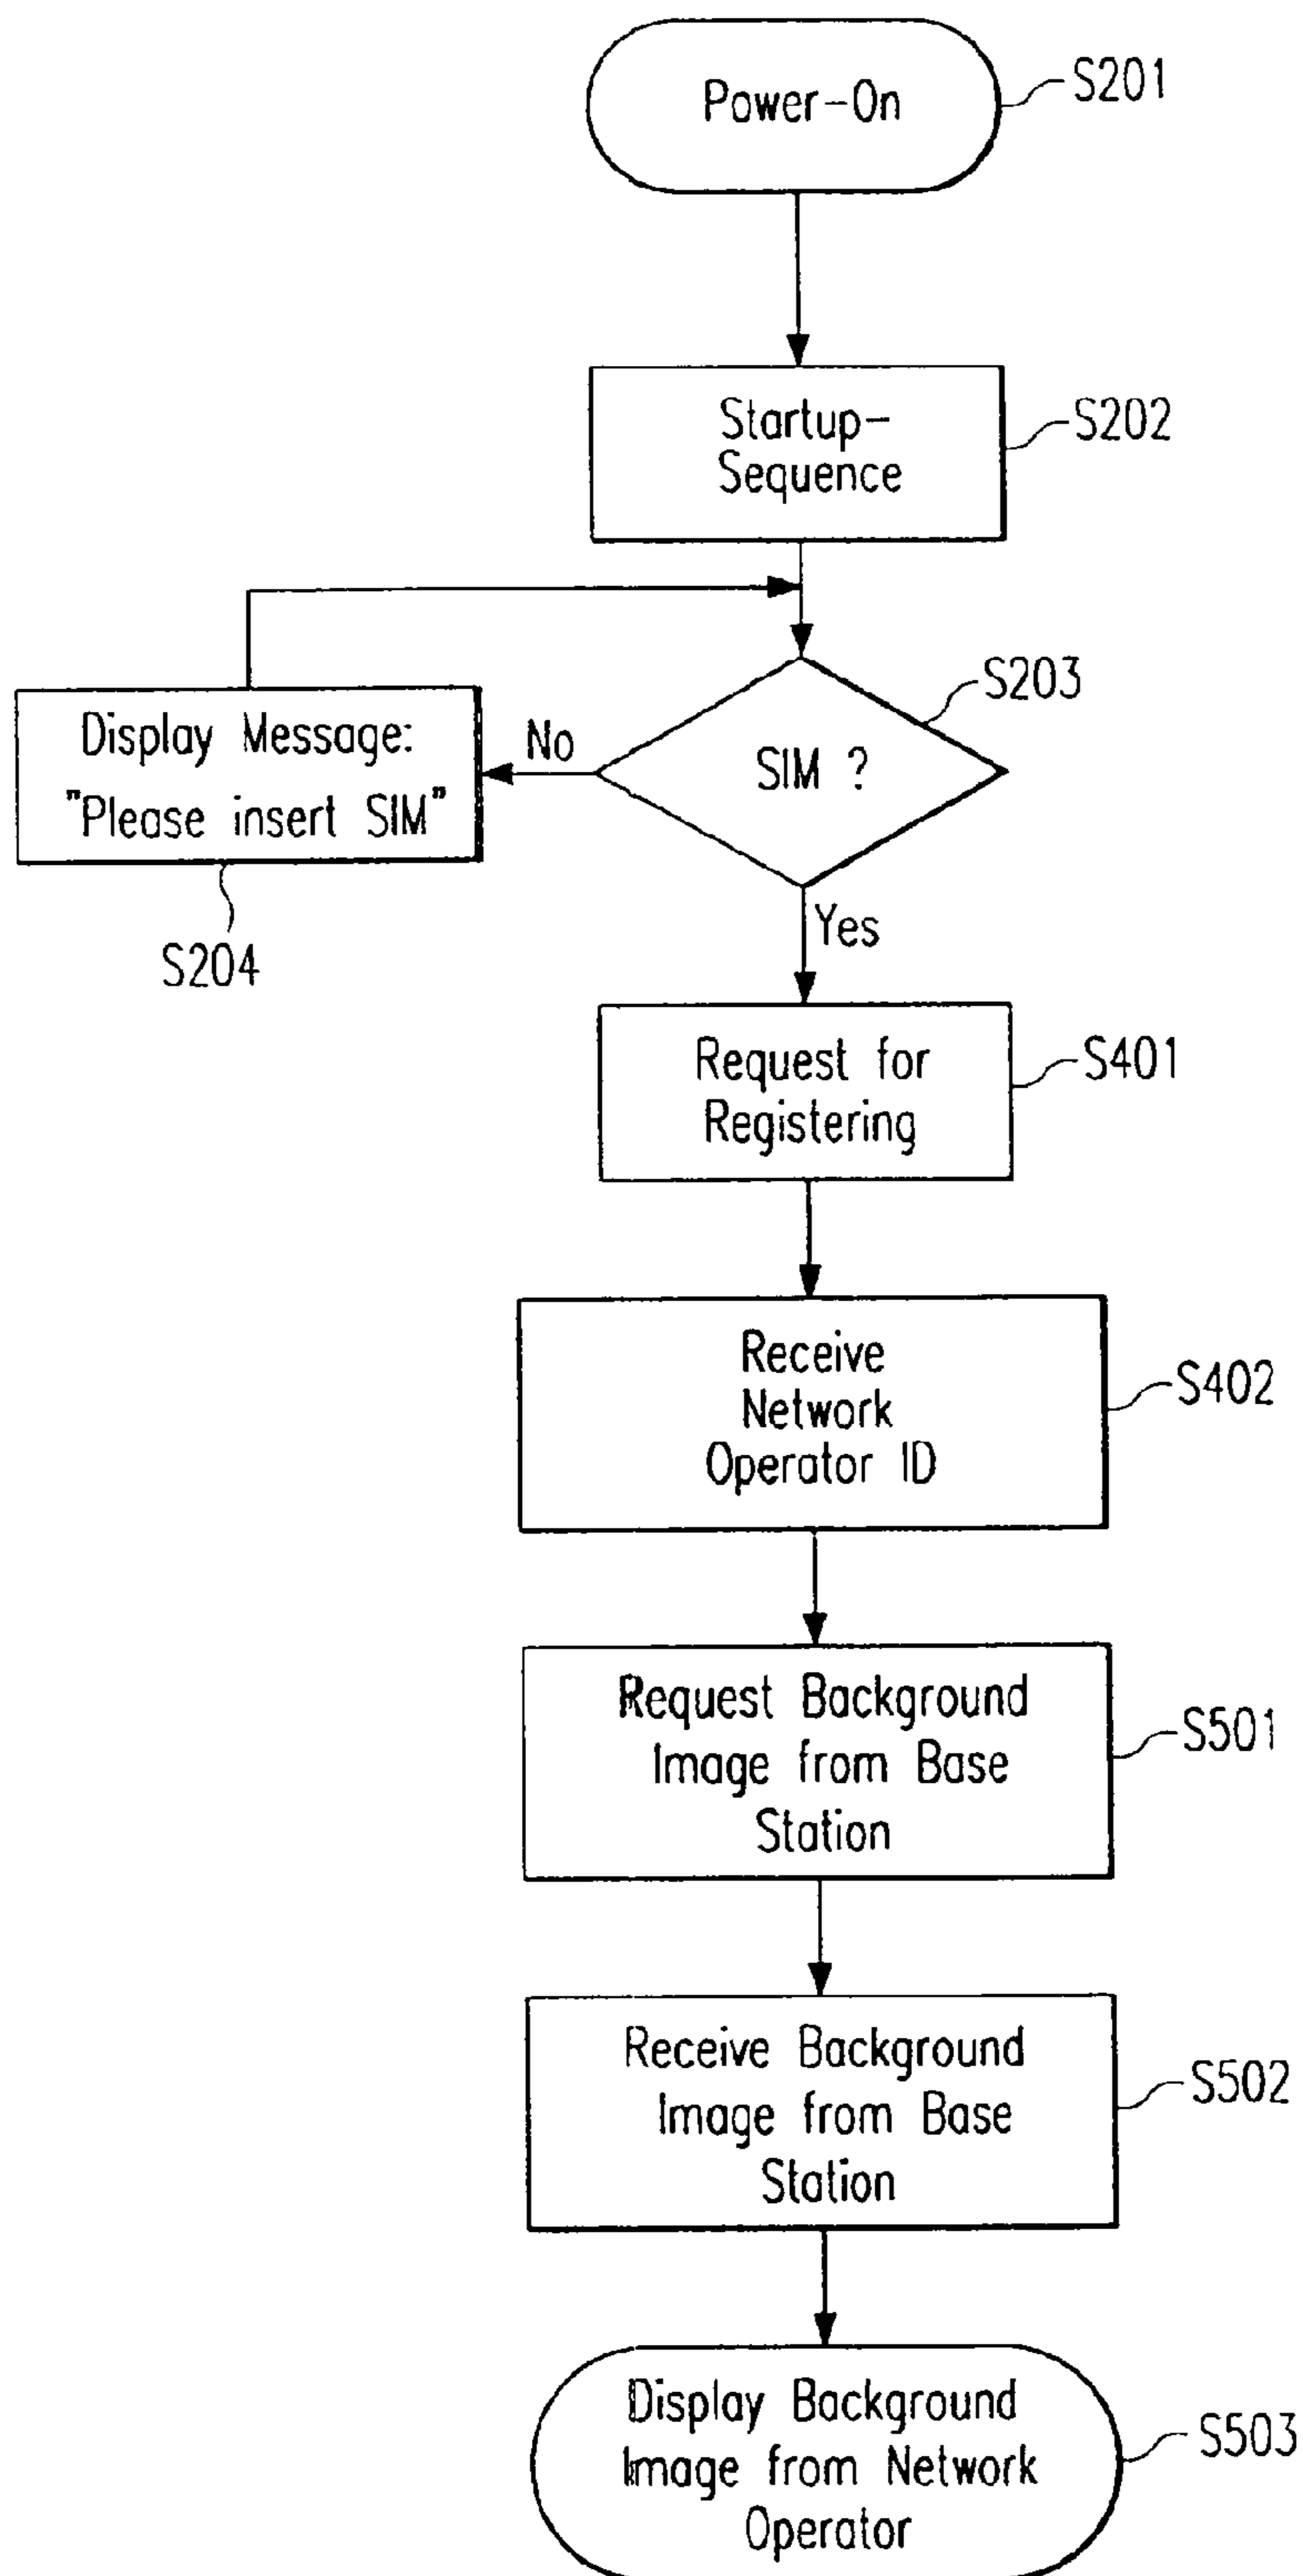 Power-On
S201
Startup-
Sequence
S202
S203
SIM ?
No
Display Message:
"Please insert SIM"
S204
Yes
Request for
Registering
S401
Receive
Network
Operator ID
S402
Request Background
Image from Base
Station
S501
Receive Background
Image from Base
Station
S502
Display Background
Image from Network
Operator
S503